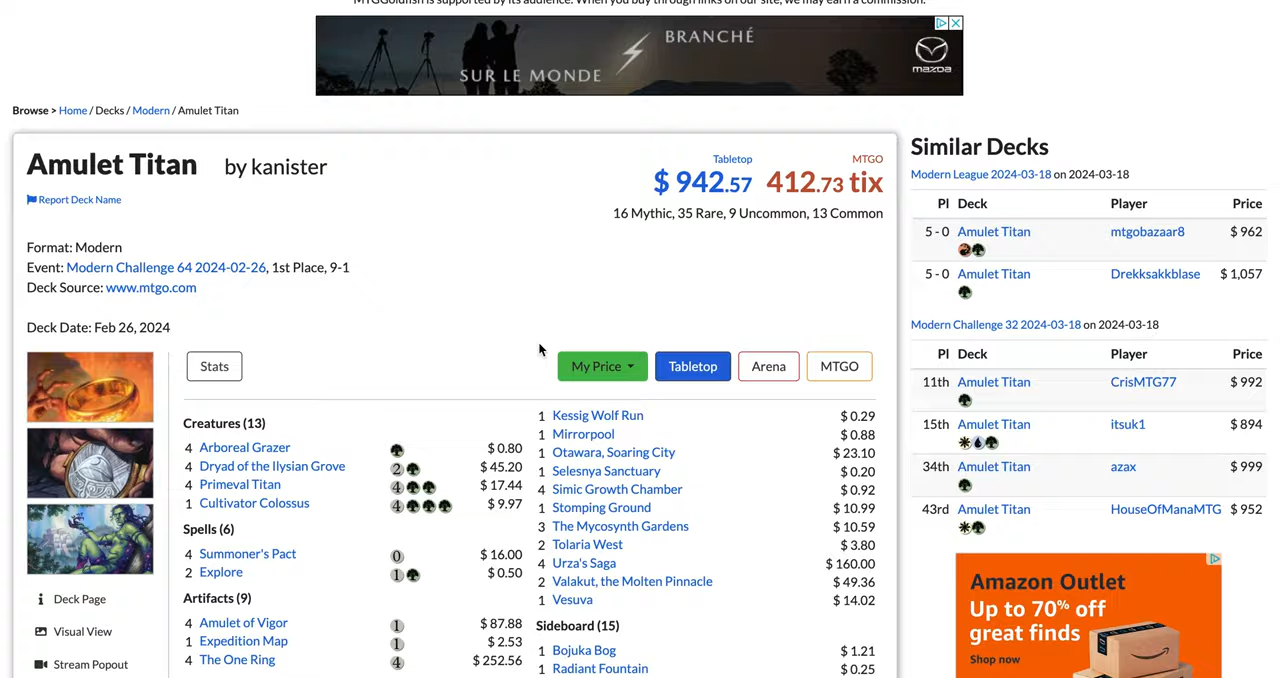 MTGGoldfish is supported by its audience. When you buy through links on our site, we may earn a commission.
BRANCHÉ
SUR LE MONDE
mazda
Browse > Home / Decks / Modern / Amulet Titan
Amulet Titan by kanister
Report Deck Name
Tabletop MTGO
$ 942.57 412.73 tix
16 Mythic, 35 Rare, 9 Uncommon, 13 Common
Format: Modern
Event: Modern Challenge 64 2024-02-26, 1st Place, 9-1
Deck Source: www.mtgo.com
Deck Date: Feb 26, 2024
Stats
My Price Tabletop Arena MTGO
Creatures (13)
4 Arboreal Grazer $ 0.80
4 Dryad of the Ilysian Grove 2 $ 45.20
4 Primeval Titan 4 $ 17.44
1 Cultivator Colossus 4 $ 9.97
Spells (6)
4 Summoner's Pact 0 $ 16.00
2 Explore 1 $ 0.50
Artifacts (9)
4 Amulet of Vigor 1 $ 87.88
1 Expedition Map 1 $ 2.53
4 The One Ring 4 $ 252.56
1 Kessig Wolf Run $ 0.29
1 Mirrorpool $ 0.88
1 Otawara, Soaring City $ 23.10
1 Selesnya Sanctuary $ 0.20
4 Simic Growth Chamber $ 0.92
1 Stomping Ground $ 10.99
3 The Mycosynth Gardens $ 10.59
2 Tolaria West $ 3.80
4 Urza's Saga $ 160.00
2 Valakut, the Molten Pinnacle $ 49.36
1 Vesuva $ 14.02
Sideboard (15)
1 Bojuka Bog $ 1.21
1 Radiant Fountain $ 0.25
Deck Page
Visual View
Stream Popout
Similar Decks
Modern League 2024-03-18 on 2024-03-18
Pl Deck Player Price
5 - 0 Amulet Titan mtgobazaar8 $ 962
5 - 0 Amulet Titan Drekksakkblase $ 1,057
Modern Challenge 32 2024-03-18 on 2024-03-18
Pl Deck Player Price
11th Amulet Titan CrisMTG77 $ 992
15th Amulet Titan itsuk1 $ 894
34th Amulet Titan azax $ 999
43rd Amulet Titan HouseOfManaMTG $ 952
Amazon Outlet
Up to 70% off
great finds
Shop now